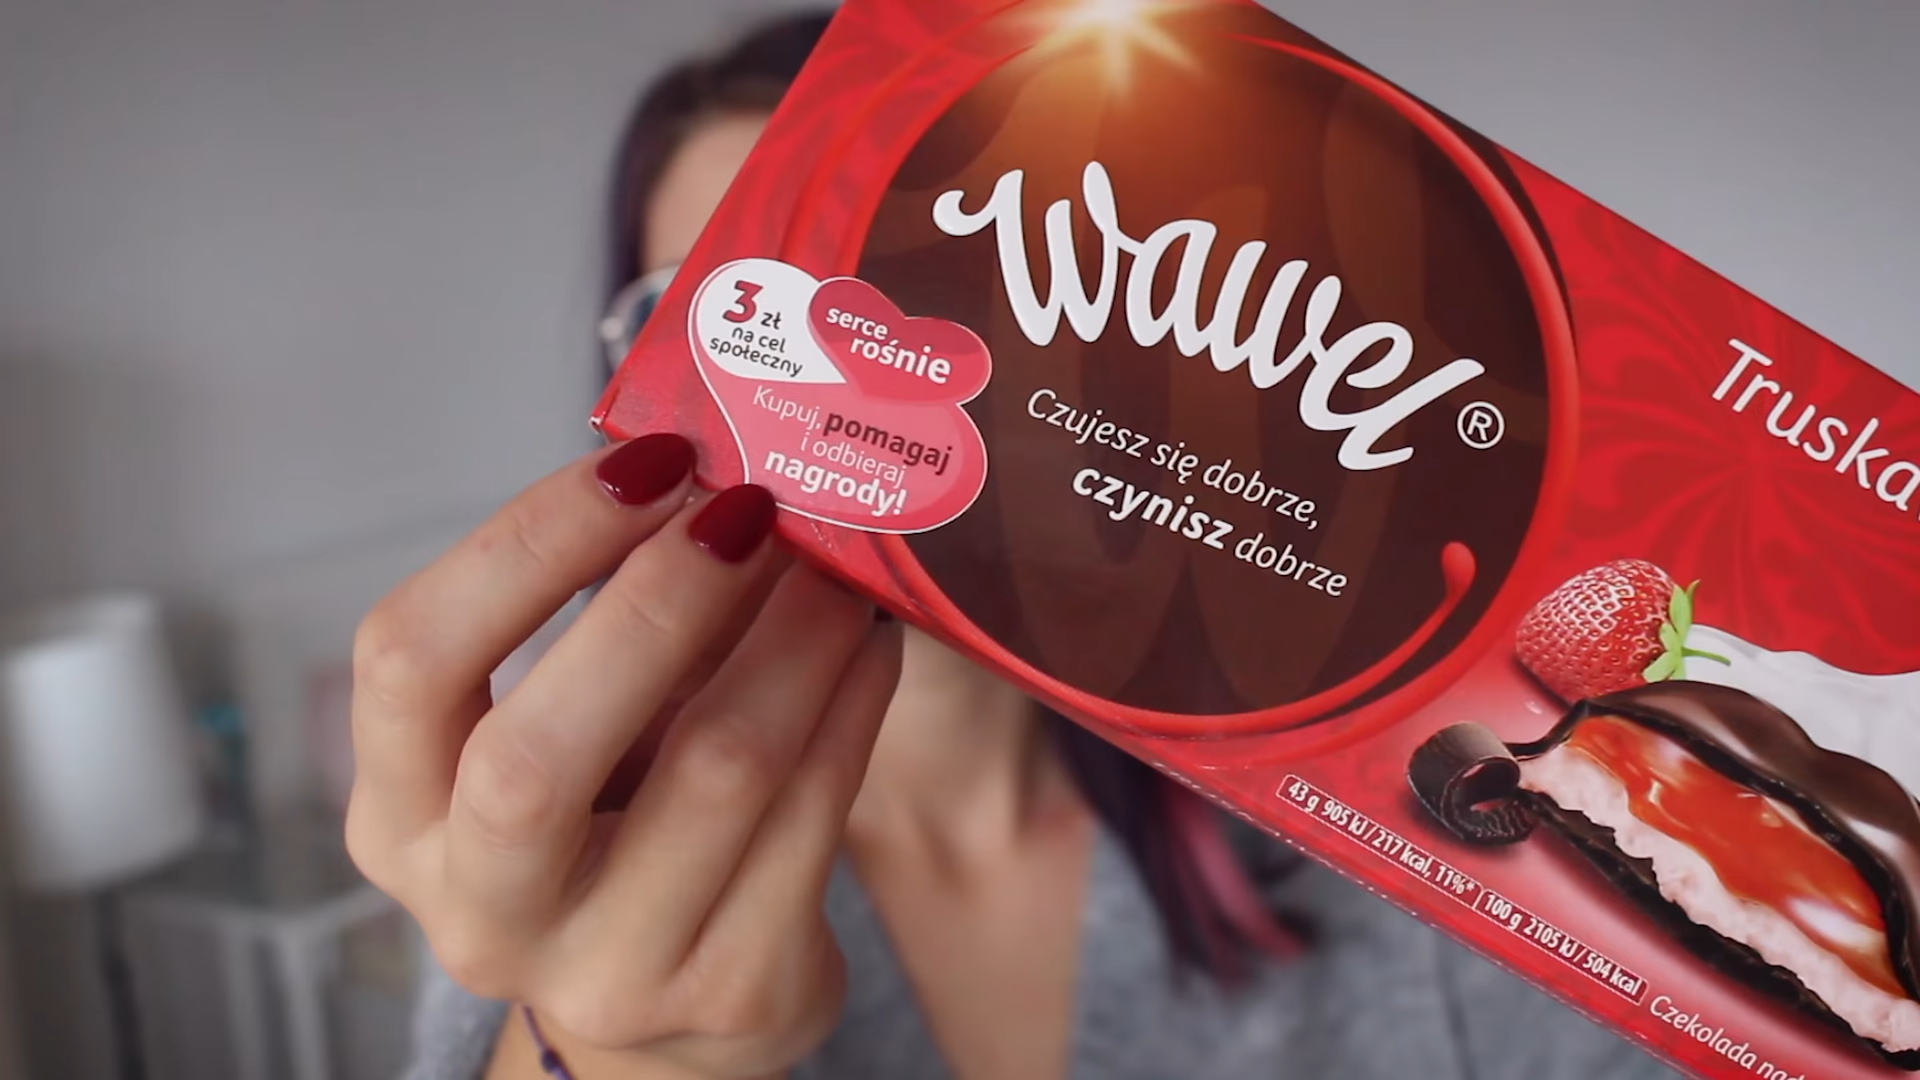 wawel®
Czujesz się dobrze,
czynisz dobrze
3 zł
na cel
społeczny
serce
rośnie
Kupuj, pomagaj
i odbieraj
nagrody!
43 g 905 kJ / 217 kcal, 11%* 100 g 2105 kJ / 504 kcal
Czekolada